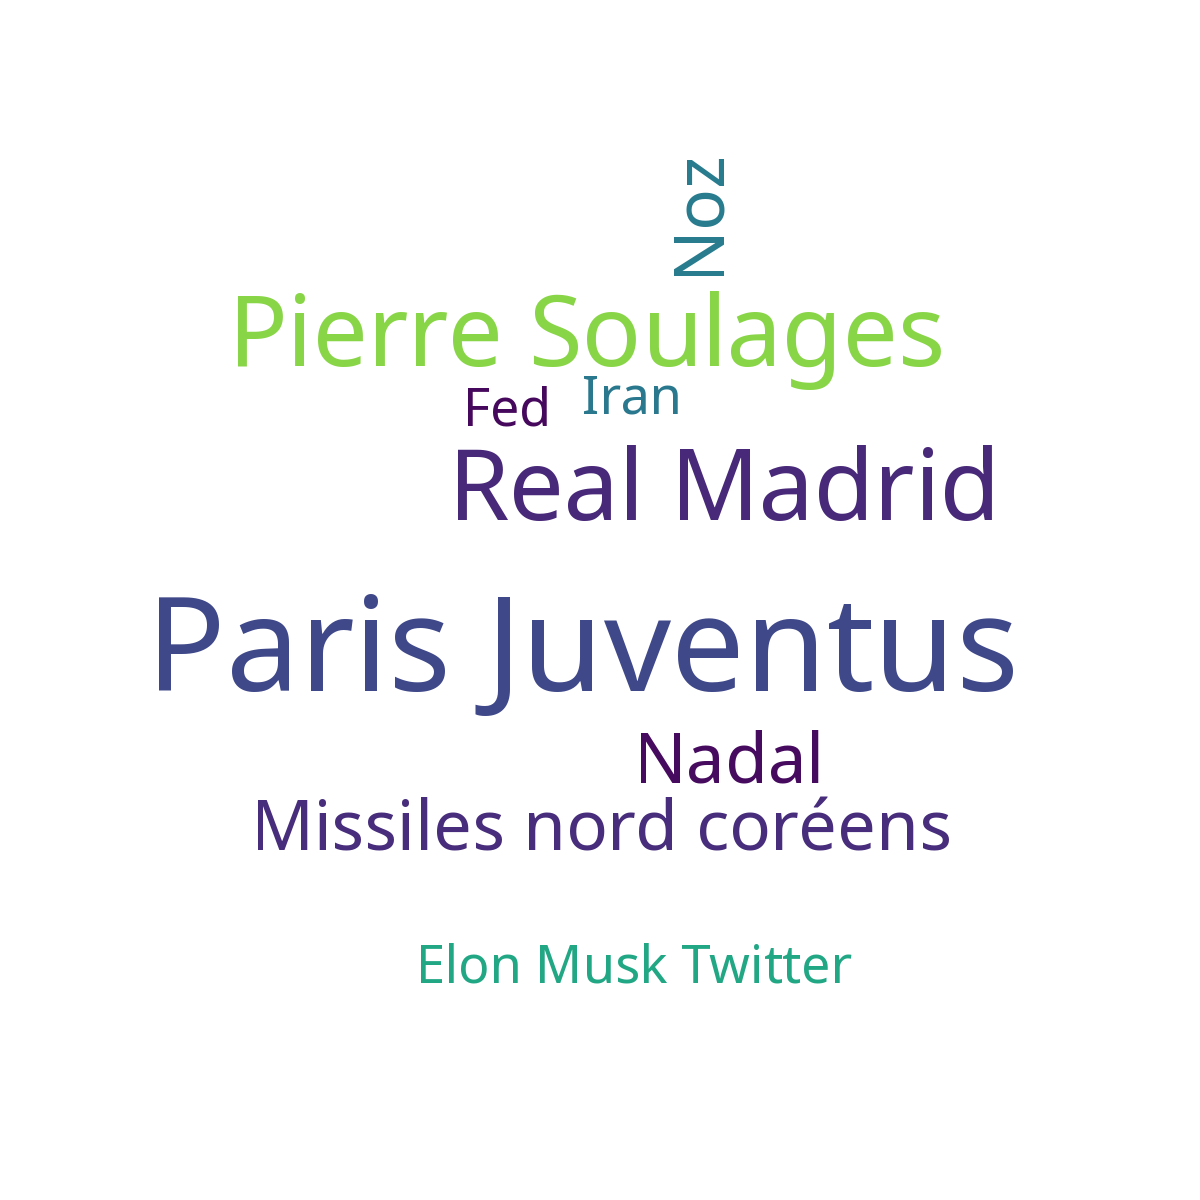 Noz
Pierre Soulages
Fed
Iran
Real Madrid
Paris Juventus
Nadal
Missiles nord coréens
Elon Musk Twitter